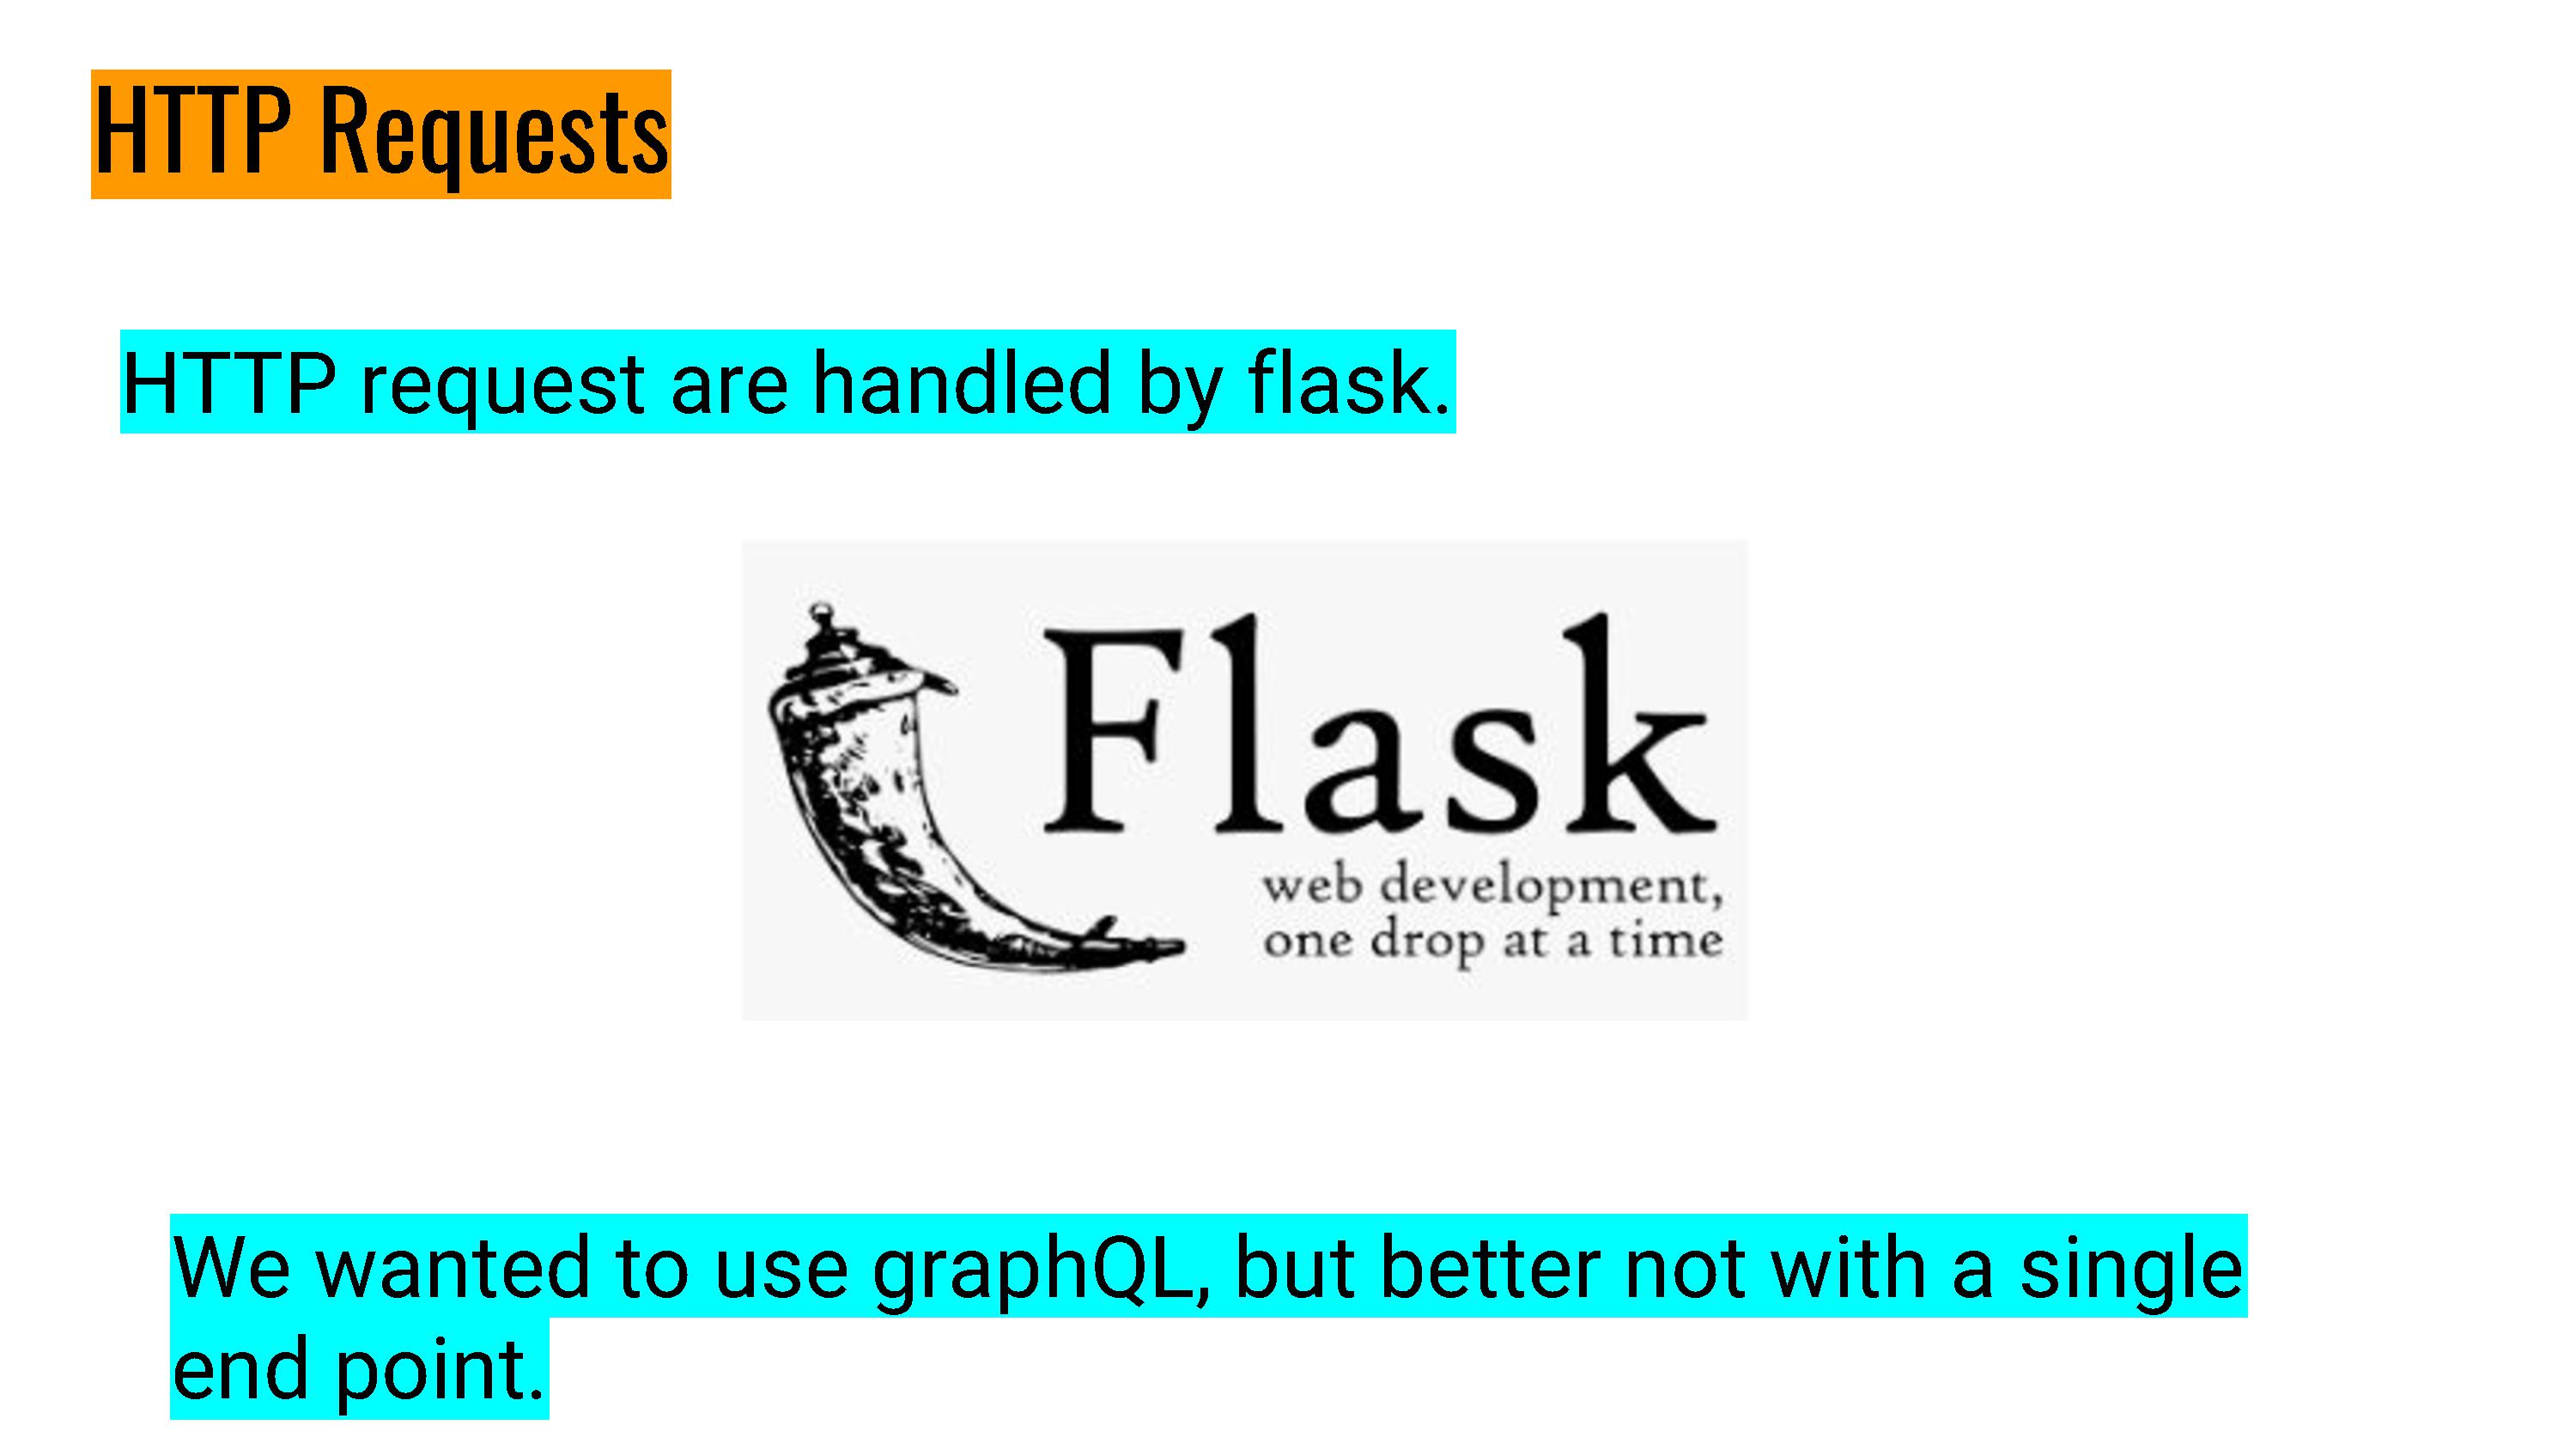 HTTP Requests
HTTP request are handled by flask.
Flask
web development,
one drop at a time
We wanted to use graphQL, but better not with a single
end point.